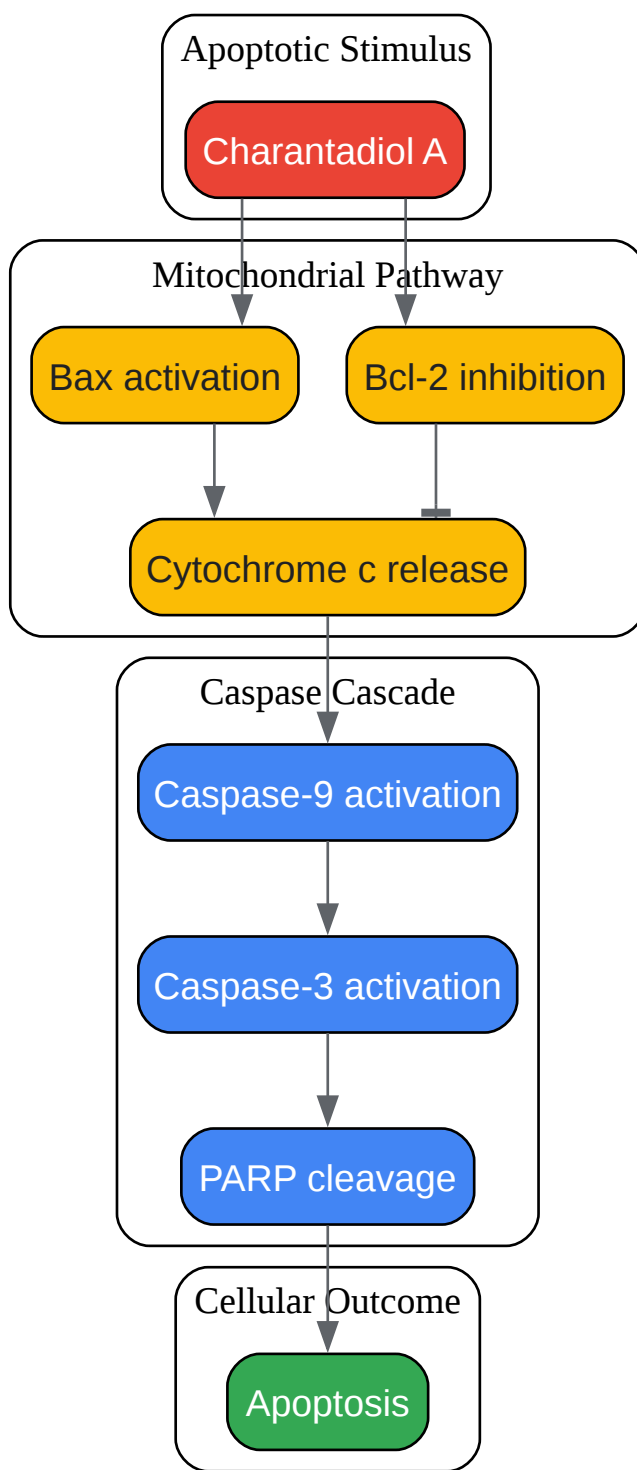 Apoptotic Stimulus
Charantadiol A
Mitochondrial Pathway
Bax activation
Bcl-2 inhibition
Cytochrome c release
Caspase Cascade
Caspase-9 activation
Caspase-3 activation
PARP cleavage
Cellular Outcome
Apoptosis